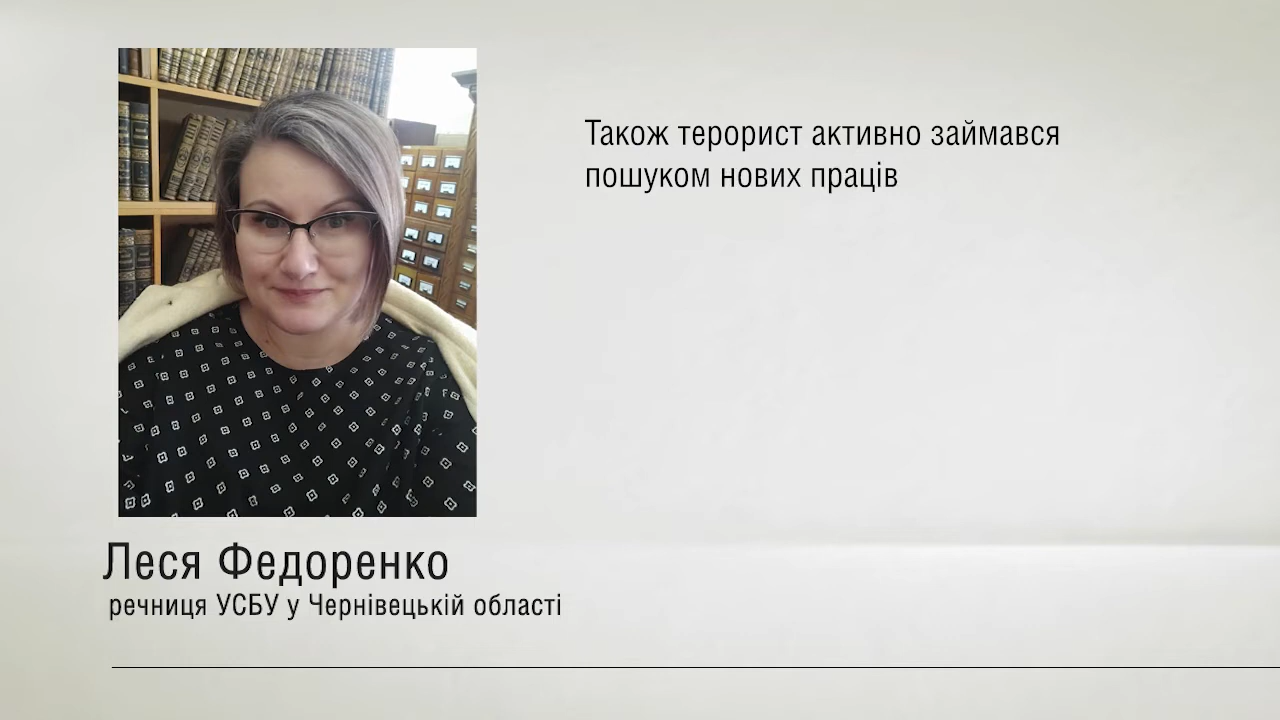 Також терорист активно займався
пошуком нових праців
Леся Федоренко
речниця УСБУ у Чернівецькій області